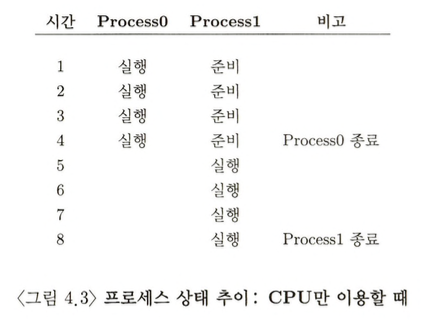 시간 Process0 Process1 비고
1 실행 준비
2 실행 준비
3 실행 준비
4 실행 준비 Process0 종료
5 실행
6 실행
7 실행
8 실행 Process1 종료
〈그림 4.3〉 프로세스 상태 추이: CPU만 이용할 때